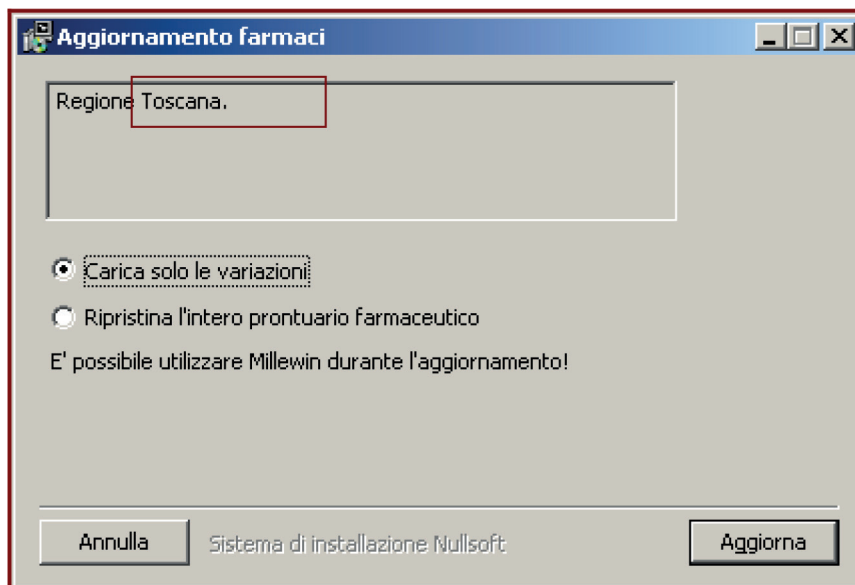 Aggiornamento farmaci
Regione Toscana.
Carica solo le variazioni
Ripristina l'intero prontuario farmaceutico
E' possibile utilizzare Millewin durante l'aggiornamento!
Annulla
Sistema di installazione Nullsoft
Aggiorna